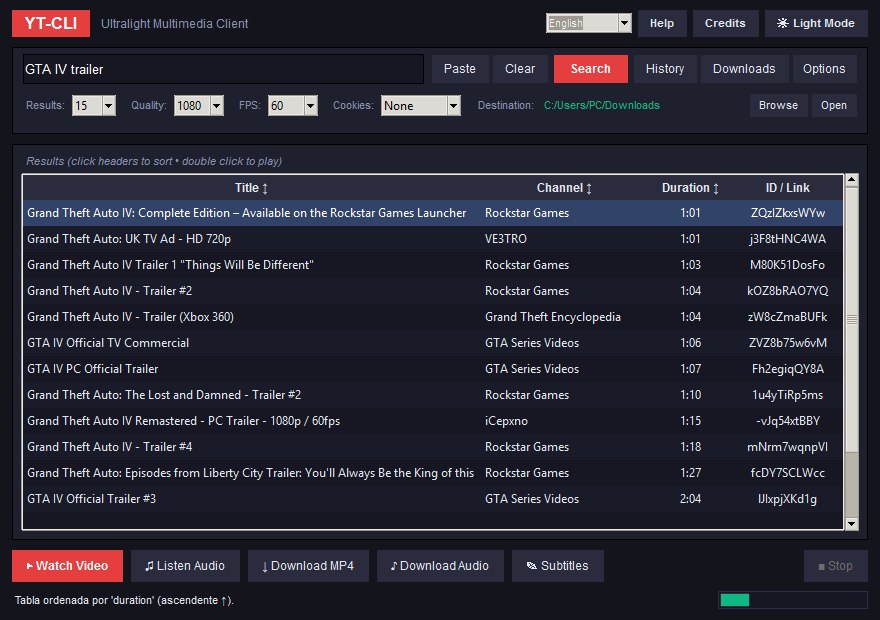 YT-CLI Ultralight Multimedia Client English Help Credits ☀ Light Mode
GTA IV trailer Paste Clear Search History Downloads Options
Results: 15 Quality: 1080 FPS: 60 Cookies: None Destination: C:/Users/PC/Downloads Browse Open
Results (click headers to sort • double click to play)
Title ↕ Channel ↕ Duration ↕ ID / Link
Grand Theft Auto IV: Complete Edition – Available on the Rockstar Games Launcher Rockstar Games 1:01 ZQzlZkxsWYw
Grand Theft Auto: UK TV Ad - HD 720p VE3TRO 1:01 j3F8tHNC4WA
Grand Theft Auto IV Trailer 1 "Things Will Be Different" Rockstar Games 1:03 M80K51DosFo
Grand Theft Auto IV - Trailer #2 Rockstar Games 1:04 kOZ8bRAO7YQ
Grand Theft Auto IV - Trailer (Xbox 360) Grand Theft Encyclopedia 1:04 zW8cZmaBUFk
GTA IV Official TV Commercial GTA Series Videos 1:06 ZVZ8b75w6vM
GTA IV PC Official Trailer GTA Series Videos 1:07 Fh2egiqQY8A
Grand Theft Auto: The Lost and Damned - Trailer #2 Rockstar Games 1:10 1u4yTiRp5ms
Grand Theft Auto IV Remastered - PC Trailer - 1080p / 60fps iCepxno 1:15 -vJq54xtBBY
Grand Theft Auto IV - Trailer #4 Rockstar Games 1:18 mNrm7wqnpVI
Grand Theft Auto: Episodes from Liberty City Trailer: You'll Always Be the King of this Rockstar Games 1:27 fcDY7SCLWcc
GTA IV Official Trailer #3 GTA Series Videos 2:04 lJlxpjXKd1g
▸ Watch Video ♫ Listen Audio ↓ Download MP4 ♪ Download Audio ✎ Subtitles ■ Stop
Tabla ordenada por 'duration' (ascendente ↑).